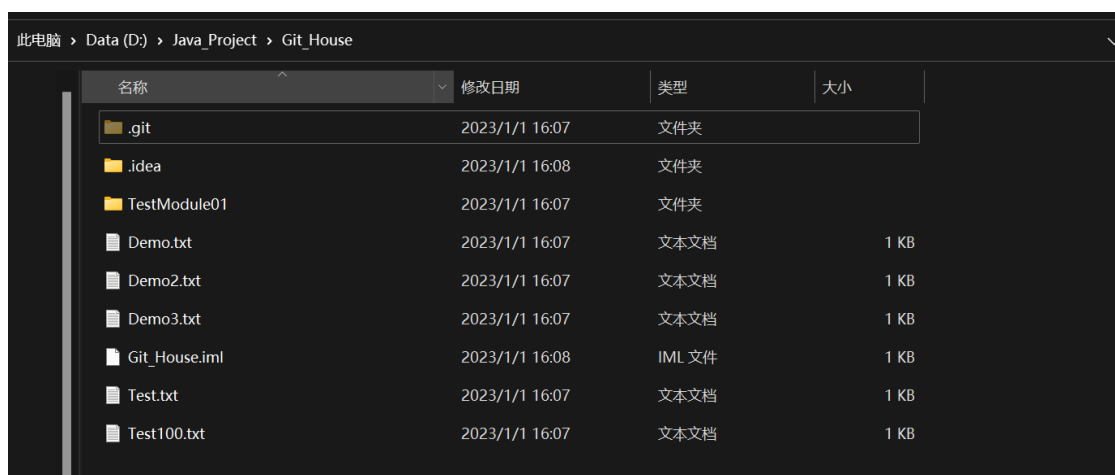 此电脑 > Data (D:) > Java_Project > Git_House
名称 修改日期 类型 大小
.git 2023/1/1 16:07 文件夹
.idea 2023/1/1 16:08 文件夹
TestModule01 2023/1/1 16:07 文件夹
Demo.txt 2023/1/1 16:07 文本文档 1 KB
Demo2.txt 2023/1/1 16:07 文本文档 1 KB
Demo3.txt 2023/1/1 16:07 文本文档 1 KB
Git_House.iml 2023/1/1 16:08 IML 文件 1 KB
Test.txt 2023/1/1 16:07 文本文档 1 KB
Test100.txt 2023/1/1 16:07 文本文档 1 KB